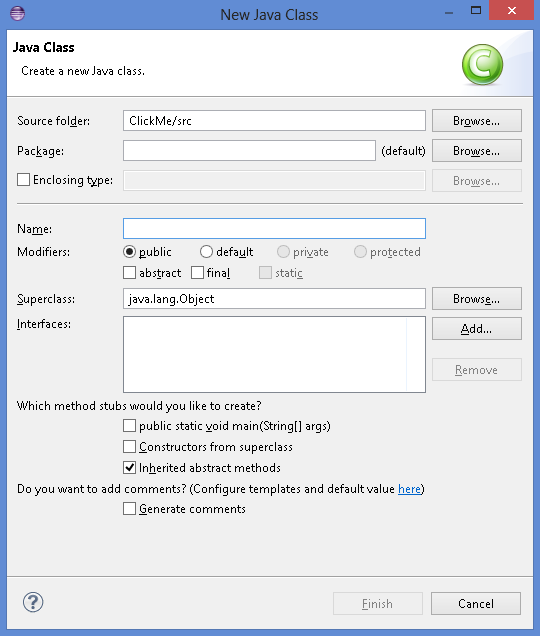 New Java Class
Java Class
Create a new Java class.
C
Source folder: ClickMe/src Browse...
Package: (default) Browse...
Enclosing type: Browse...
Name:
Modifiers: public default private protected
abstract final static
Superclass: java.lang.Object Browse...
Interfaces: Add...
Remove
Which method stubs would you like to create?
public static void main(String[] args)
Constructors from superclass
Inherited abstract methods
Do you want to add comments? (Configure templates and default value here)
Generate comments
? Finish Cancel